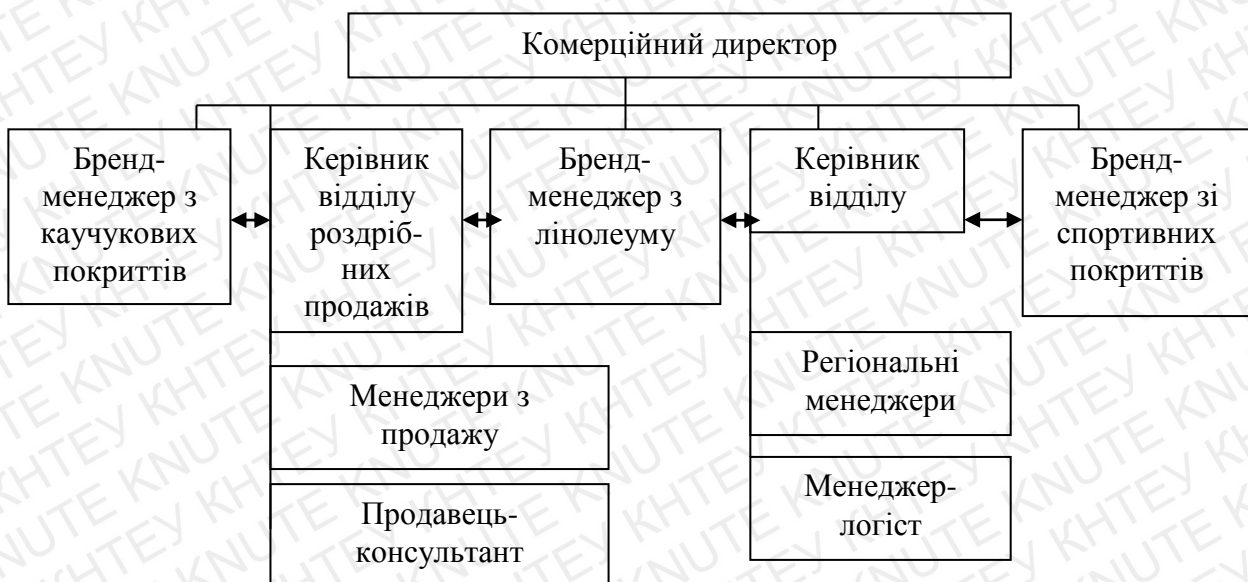 Комерційний директор
Бренд-
менеджер з
каучукових
покриттів
Керівник
відділу
роздріб-
них
продажів
Бренд-
менеджер з
лінолеуму
Керівник
відділу
Бренд-
менеджер зі
спортивних
покриттів
Менеджери з
продажу
Продавець-
консультант
Регіональні
менеджери
Менеджер-
логіст